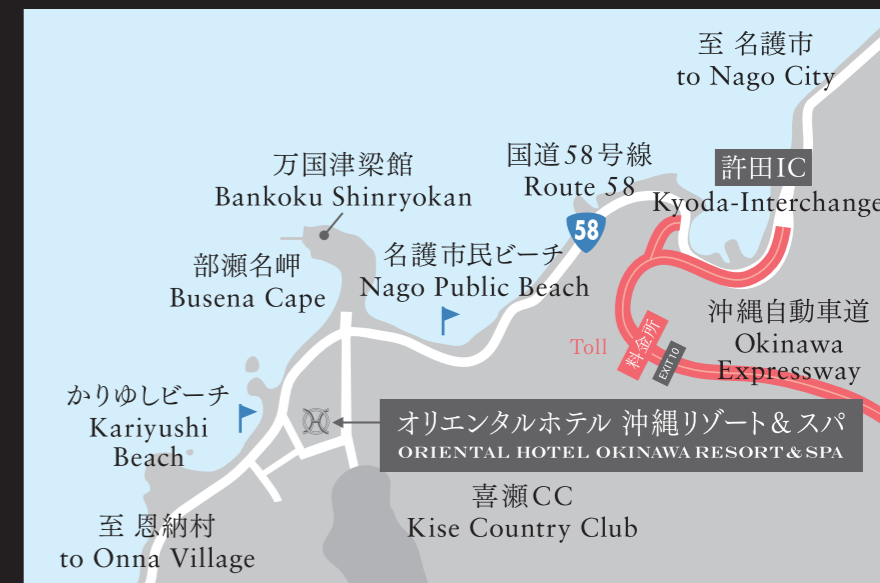 至 名護市
to Nago City
万国津梁館
Bankoku Shinryokan
国道58号線
Route 58
許田IC
Kyoda-Interchange
58
部瀬名岬
Busena Cape
名護市民ビーチ
Nago Public Beach
沖縄自動車道
Okinawa
Expressway
Toll
料金所
EXIT10
かりゆしビーチ
Kariyushi
Beach
オリエンタルホテル 沖縄リゾート&スパ
ORIENTAL HOTEL OKINAWA RESORT&SPA
喜瀬CC
Kise Country Club
至 恩納村
to Onna Village